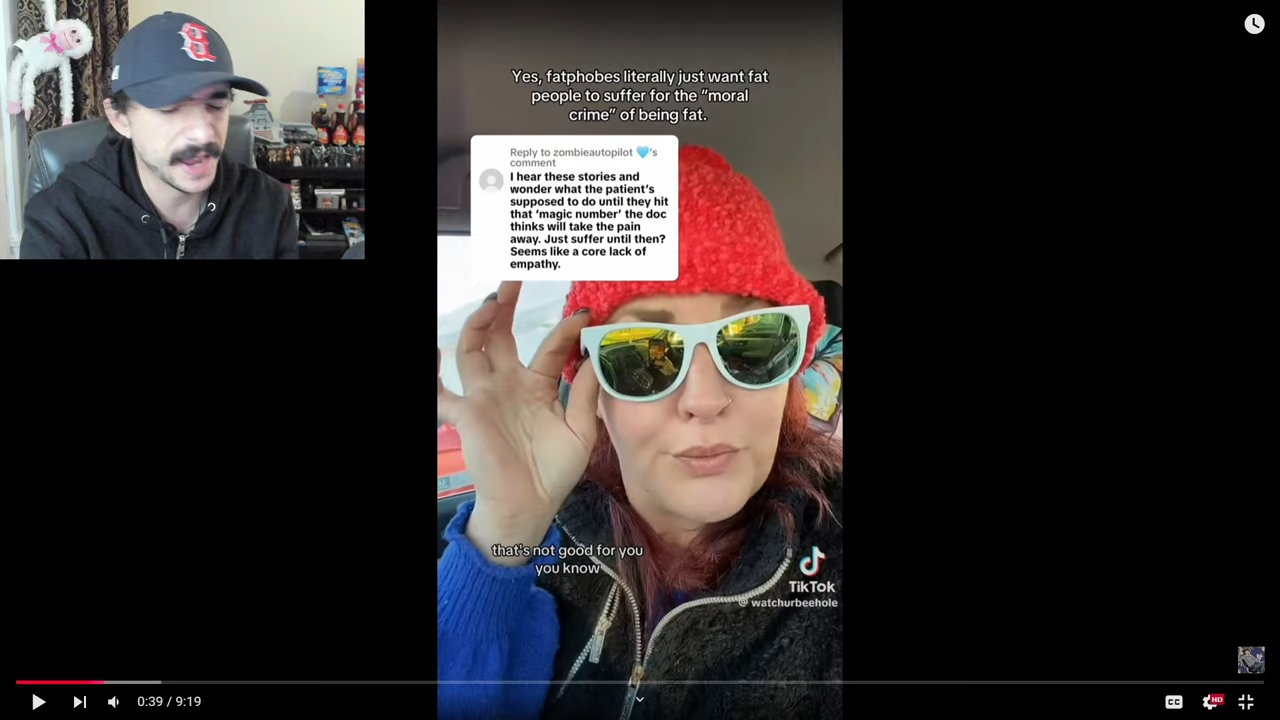 Yes, fatphobes literally just want fat
people to suffer for the “moral
crime” of being fat.
Reply to zombieautopilot 🩵's
comment
I hear these stories and
wonder what the patient’s
supposed to do until they hit
that ‘magic number’ the doc
thinks will take the pain
away. Just suffer until then?
Seems like a core lack of
empathy.
that's not good for you
you know
TikTok
@ watchurbeehole
0:39 / 9:19
CC
HD
B